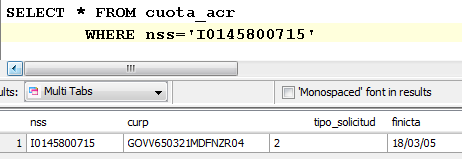 SELECT * FROM cuota_acr
WHERE nss='I0145800715'
lts: Multi Tabs 'Monospaced' font in results
nss curp tipo_solicitud finicta
1 I0145800715 GOVV650321MDFNZR04 2 18/03/05